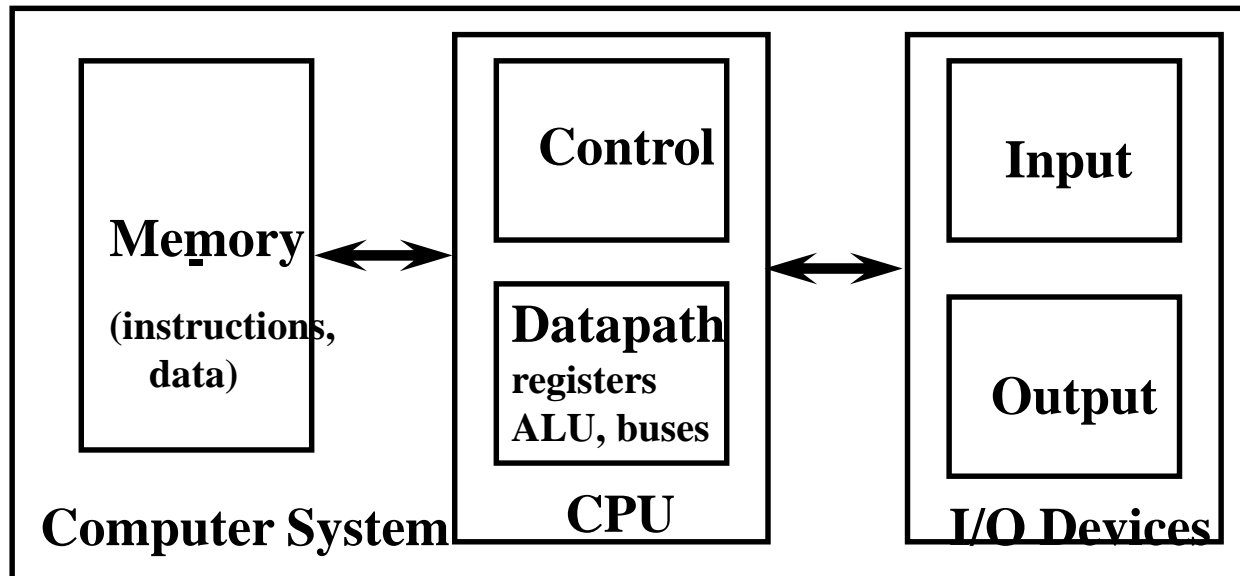 Memory
(instructions,
data)
Computer System
Control
Datapath
registers
ALU, buses
CPU
Input
Output
I/O Devices